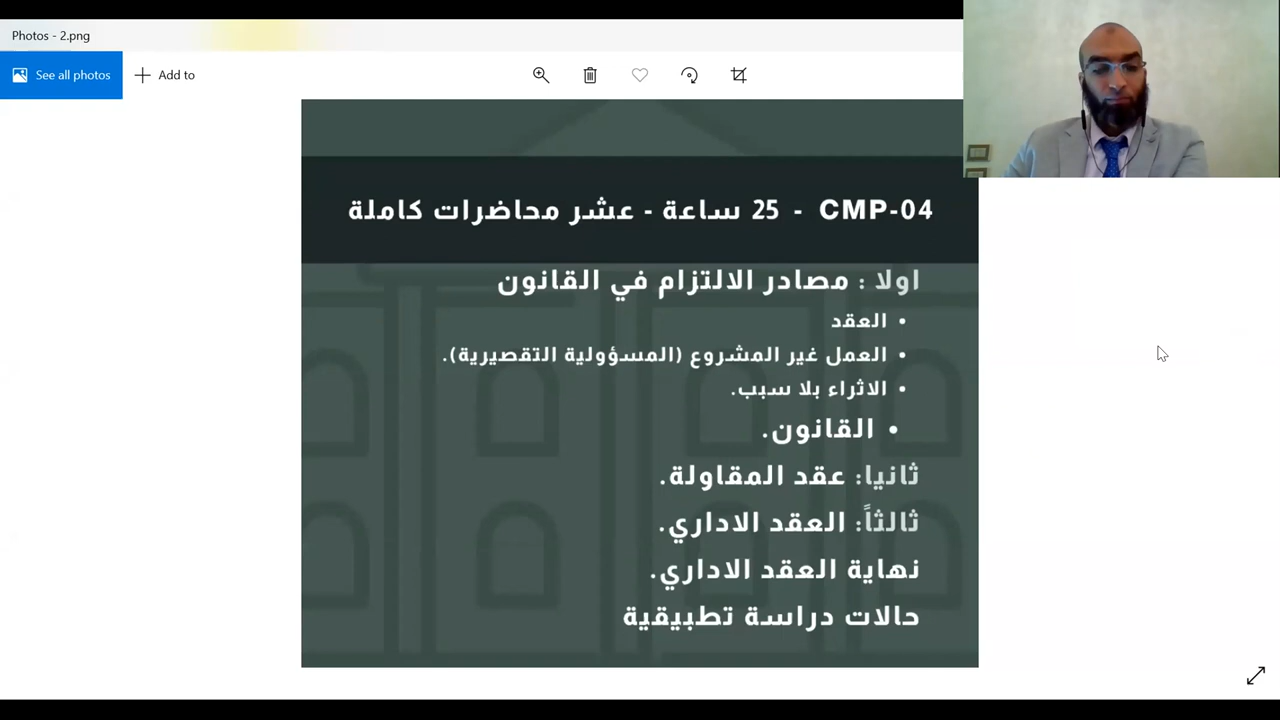 Photos - 2.png
See all photos
Add to
CMP-04 - 25 ساعة - عشر محاضرات كاملة
اولا : مصادر الالتزام في القانون
• العقد
• العمل غير المشروع (المسؤولية التقصيرية).
• الاثراء بلا سبب.
• القانون.
ثانيا: عقد المقاولة.
ثالثاً: العقد الاداري.
نهاية العقد الاداري.
حالات دراسة تطبيقية